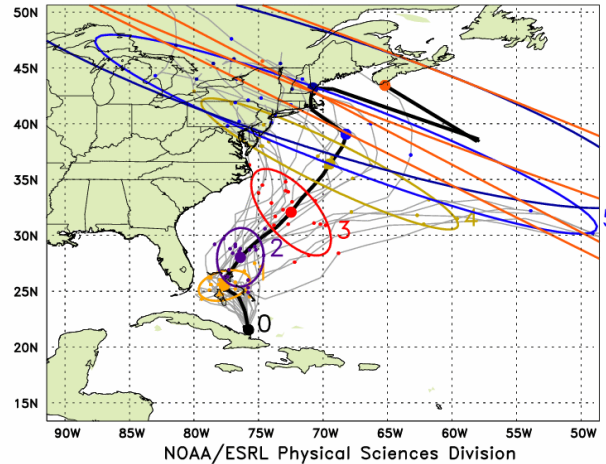 50N
45N
40N
35N
30N
25N
20N
15N
0
1
2
3
4
5
90W 85W 80W 75W 70W 65W 60W 55W 50W
NOAA/ESRL Physical Sciences Division